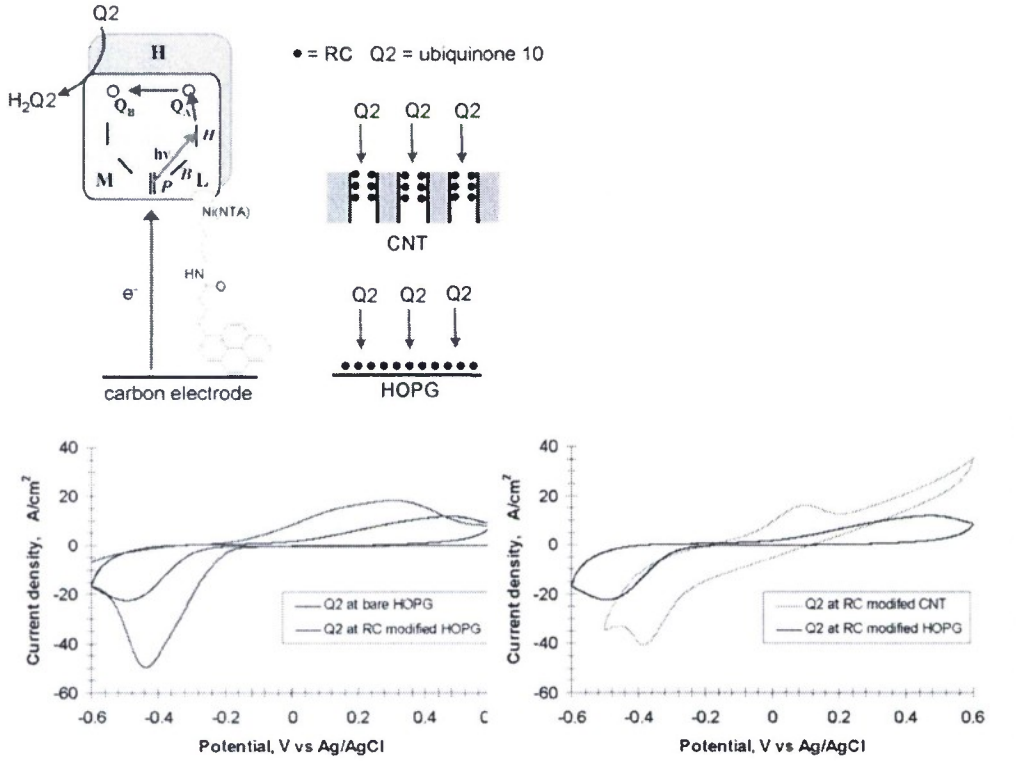 Q2
● = RC Q2 = ubiquinone 10
H
H₂Q2
Q_B
Q_A
H
hν
M
P
B
L
Ni(NTA)
HN
O
e⁻
carbon electrode
Q2 Q2 Q2
CNT
Q2 Q2 Q2
HOPG
40
20
0
-20
-40
-60
Current density, A/cm²
Q2 at bare HOPG
Q2 at RC modifed HOPG
-0.6 -0.4 -0.2 0 0.2 0.4
Potential, V vs Ag/AgCl
40
20
0
-20
-40
-60
Current density, A/cm²
Q2 at RC modifed CNT
Q2 at RC modifed HOPG
-0.6 -0.4 -0.2 0 0.2 0.4 0.6
Potential, V vs Ag/AgCl